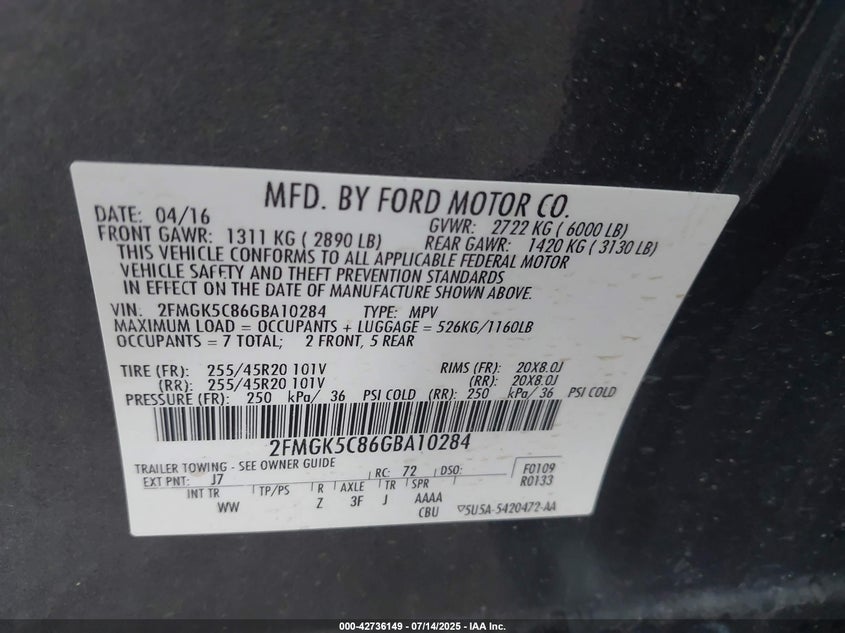 MFD. BY FORD MOTOR CO.
DATE: 04/16 GVWR: 2722 KG ( 6000 LB)
FRONT GAWR: 1311 KG ( 2890 LB) REAR GAWR: 1420 KG ( 3130 LB)
THIS VEHICLE CONFORMS TO ALL APPLICABLE FEDERAL MOTOR
VEHICLE SAFETY AND THEFT PREVENTION STANDARDS
IN EFFECT ON THE DATE OF MANUFACTURE SHOWN ABOVE.
VIN: 2FMGK5C86GBA10284 TYPE: MPV
MAXIMUM LOAD = OCCUPANTS + LUGGAGE = 526KG/1160LB
OCCUPANTS = 7 TOTAL; 2 FRONT, 5 REAR
TIRE (FR): 255/45R20 101V RIMS (FR): 20X8.0J
(RR): 255/45R20 101V (RR): 20X8.0J
PRESSURE (FR): 250 kPa/ 36 PSI COLD (RR): 250 kPa/ 36 PSI COLD
2FMGK5C86GBA10284
TRAILER TOWING - SEE OWNER GUIDE
EXT PNT: J7 RC: 72 DSO: F0109
R0133
INT TR TP/PS R AXLE TR SPR
WW Z 3F J AAAA
CBU ▽5U5A-5420472-AA
000-42736149 - 07/14/2025 - IAA Inc.